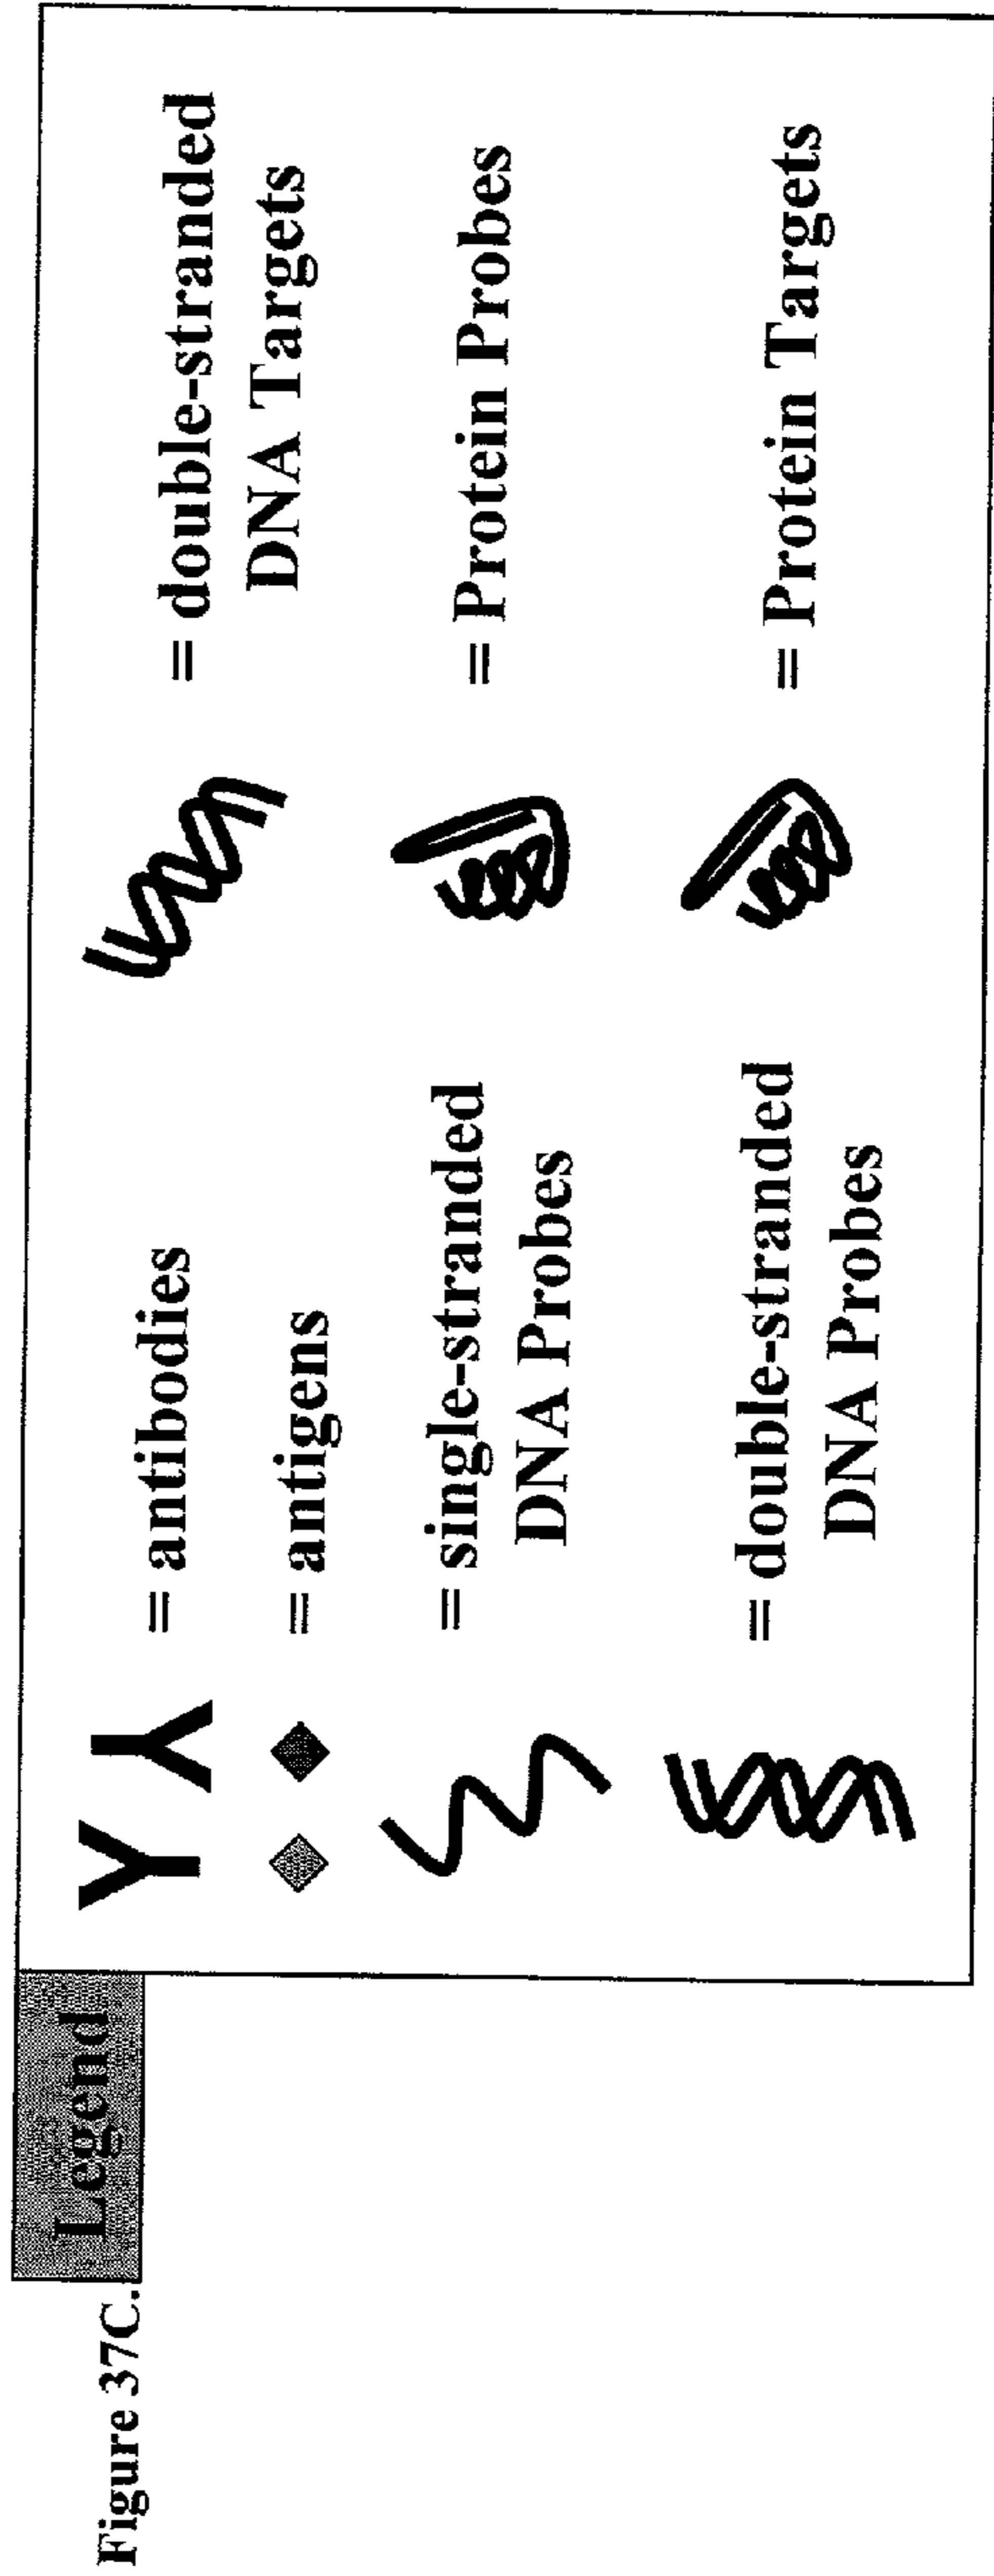 Figure 37C.
Legend
Y Y = antibodies
= antigens
= single-stranded
DNA Probes
= double-stranded
DNA Probes
= double-stranded
DNA Targets
= Protein Probes
= Protein Targets